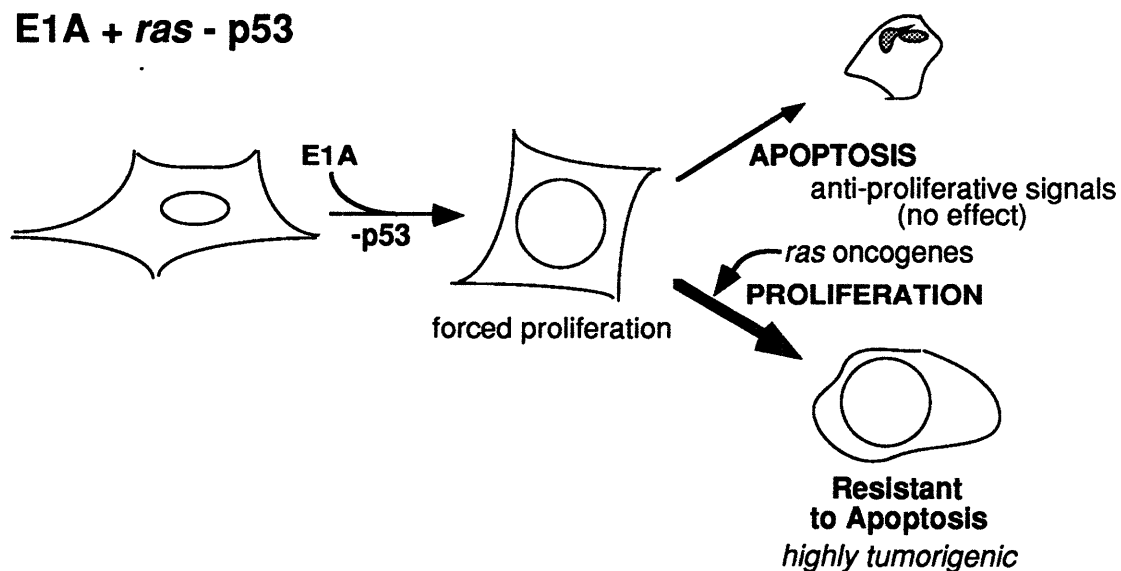 E1A + ras - p53
E1A
-p53
forced proliferation
APOPTOSIS
anti-proliferative signals
(no effect)
ras oncogenes
PROLIFERATION
Resistant
to Apoptosis
highly tumorigenic